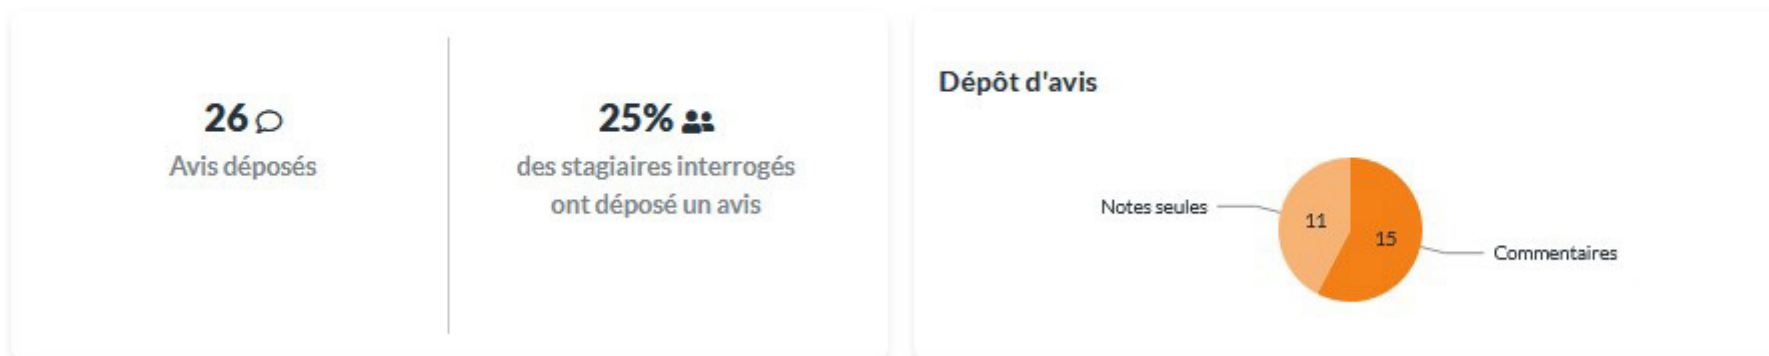 26
Avis déposés
25%
des stagiaires interrogés
ont déposé un avis
Dépôt d'avis
Notes seules
11
15
Commentaires